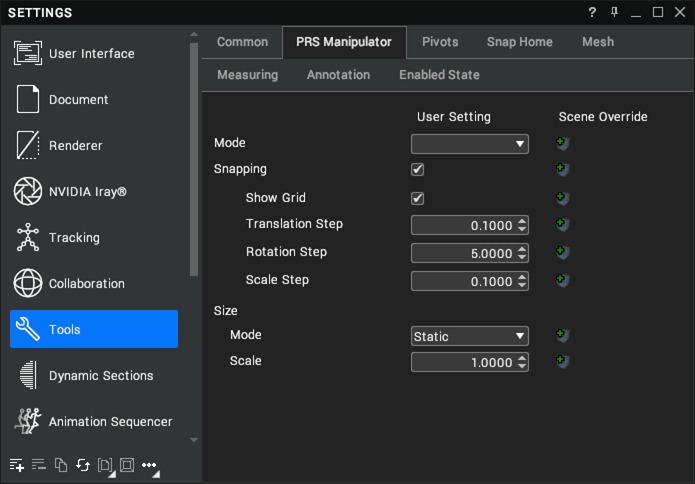 SETTINGS
?
User Interface
Document
Renderer
NVIDIA Iray®
Tracking
Collaboration
Tools
Dynamic Sections
Animation Sequencer
Common PRS Manipulator Pivots Snap Home Mesh
Measuring Annotation Enabled State
User Setting Scene Override
Mode
Snapping
Show Grid
Translation Step 0.1000
Rotation Step 5.0000
Scale Step 0.1000
Size
Mode Static
Scale 1.0000